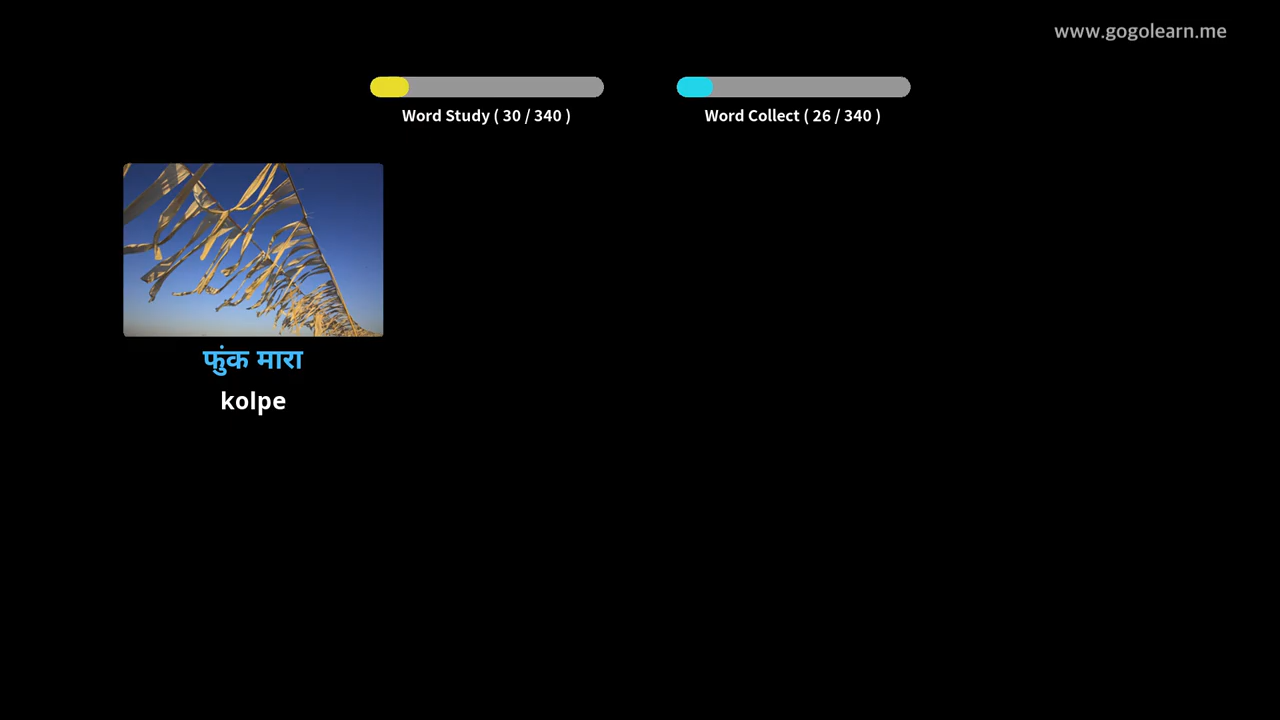 www.gogolearn.me
Word Study ( 30 / 340 )
Word Collect ( 26 / 340 )
फुंक मारा
kolpe